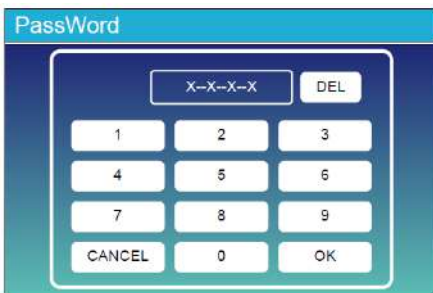 PassWord
X--X--X--X DEL
1 2 3
4 5 6
7 8 9
CANCEL 0 OK